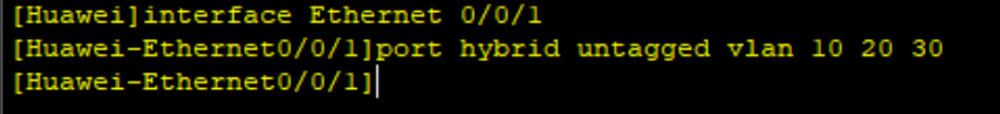 [Huawei]interface Ethernet 0/0/1
[Huawei-Ethernet0/0/1]port hybrid untagged vlan 10 20 30
[Huawei-Ethernet0/0/1]